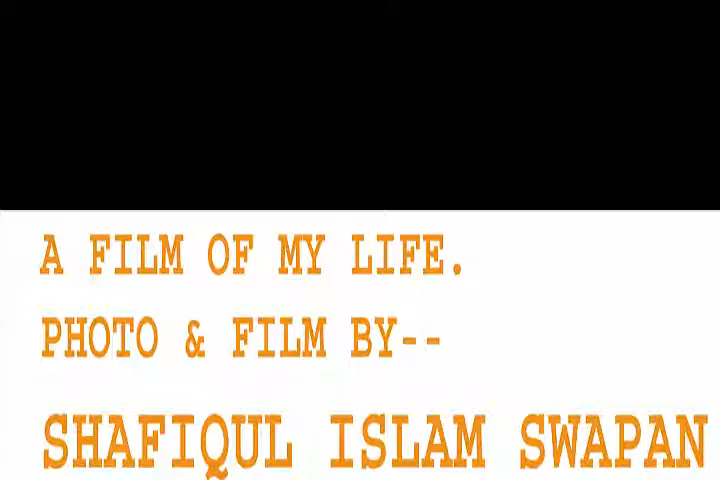 A FILM OF MY LIFE.
PHOTO & FILM BY--
SHAFIQUL ISLAM SWAPAN